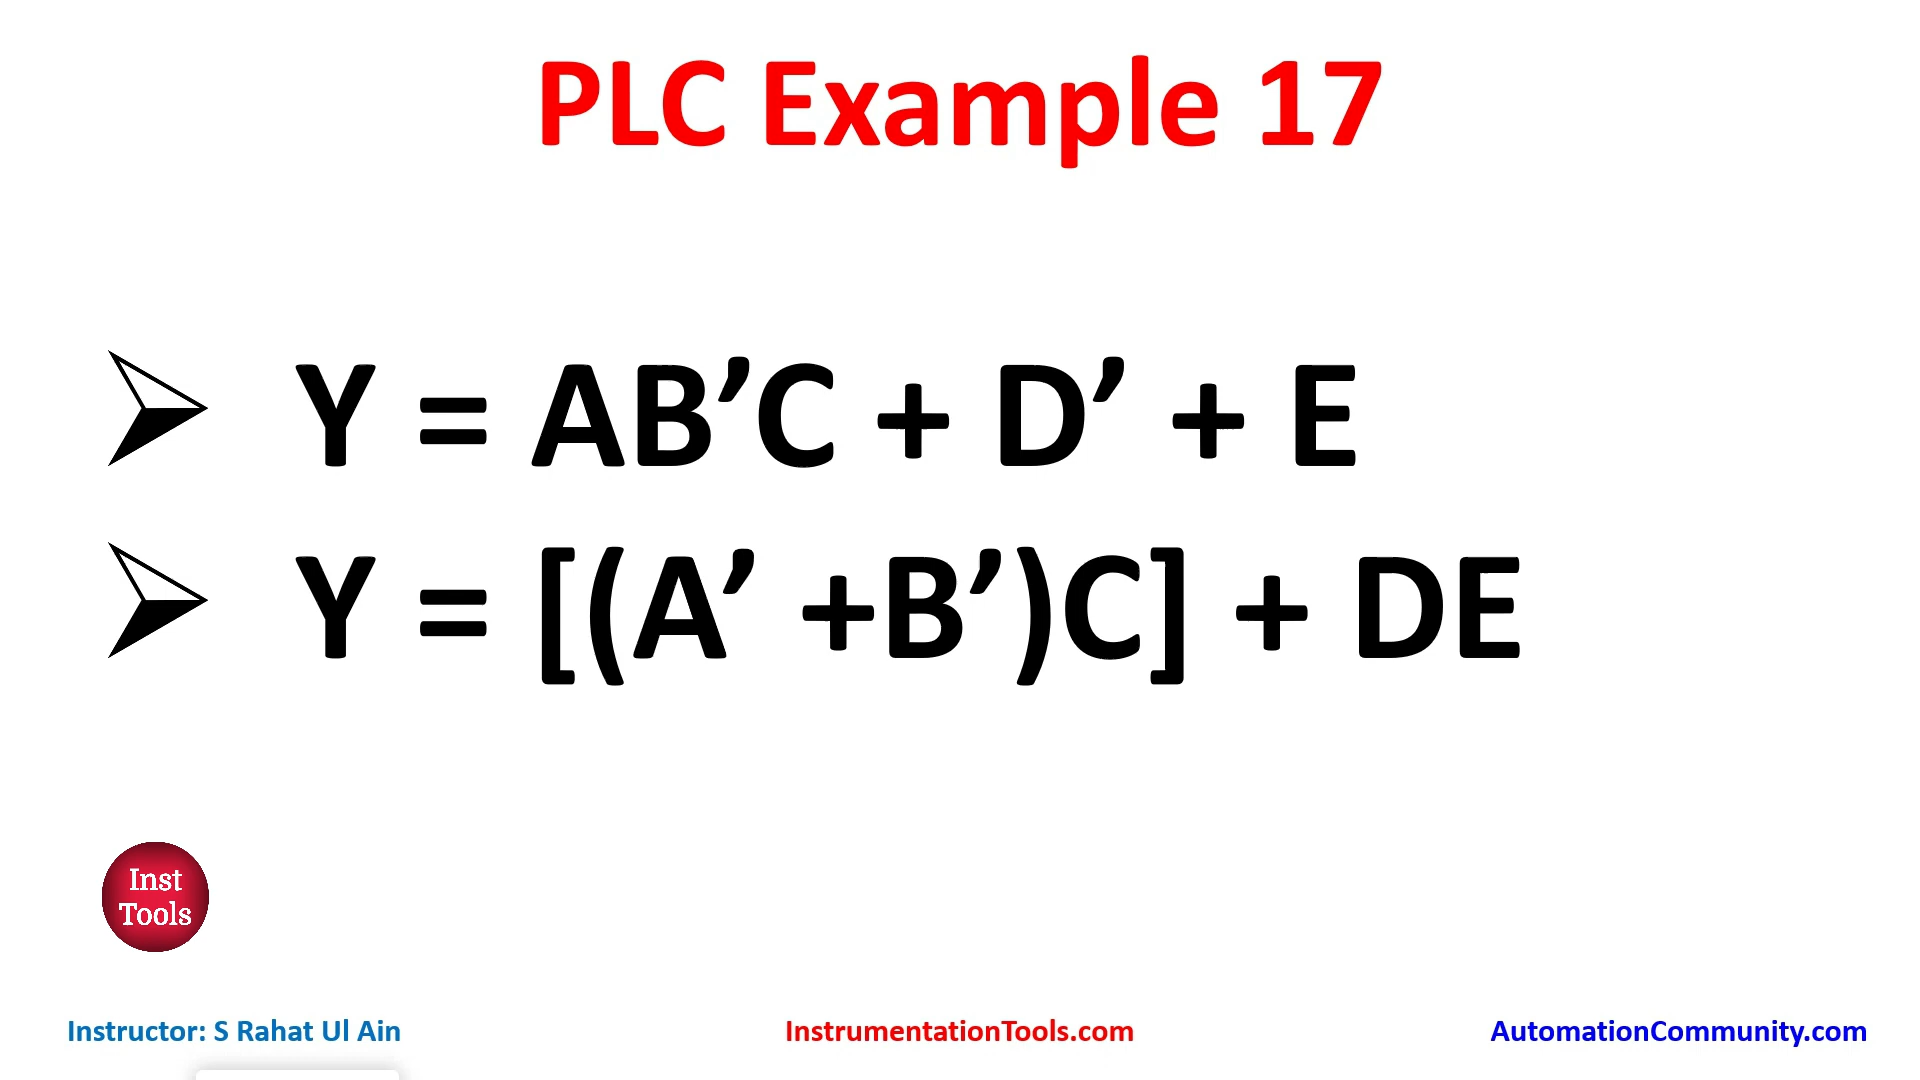 PLC Example 17
Y = AB’C + D’ + E
Y = [(A’ +B’)C] + DE
Inst
Tools
Instructor: S Rahat Ul Ain
InstrumentationTools.com
AutomationCommunity.com